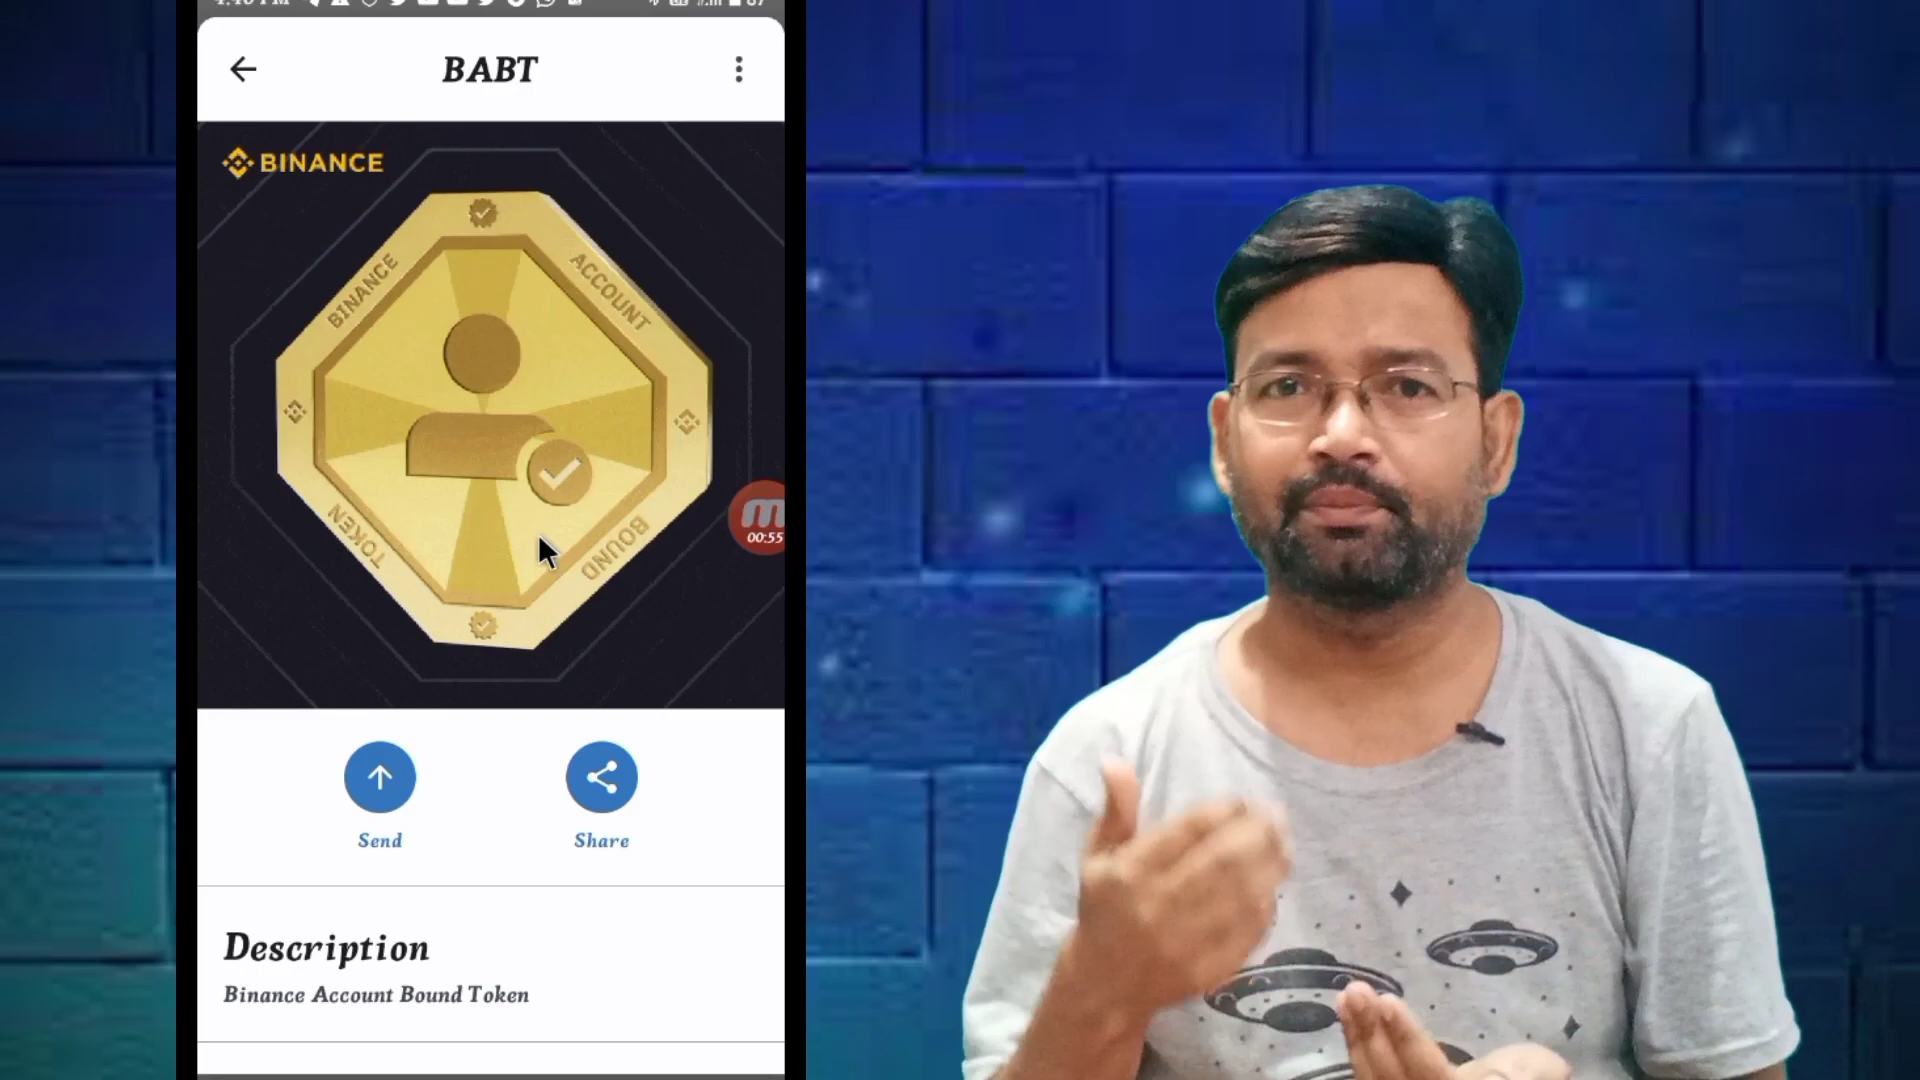 BABT
BINANCE
BINANCE
ACCOUNT
TOKEN
BOUND
m
00:55
Send
Share
Description
Binance Account Bound Token